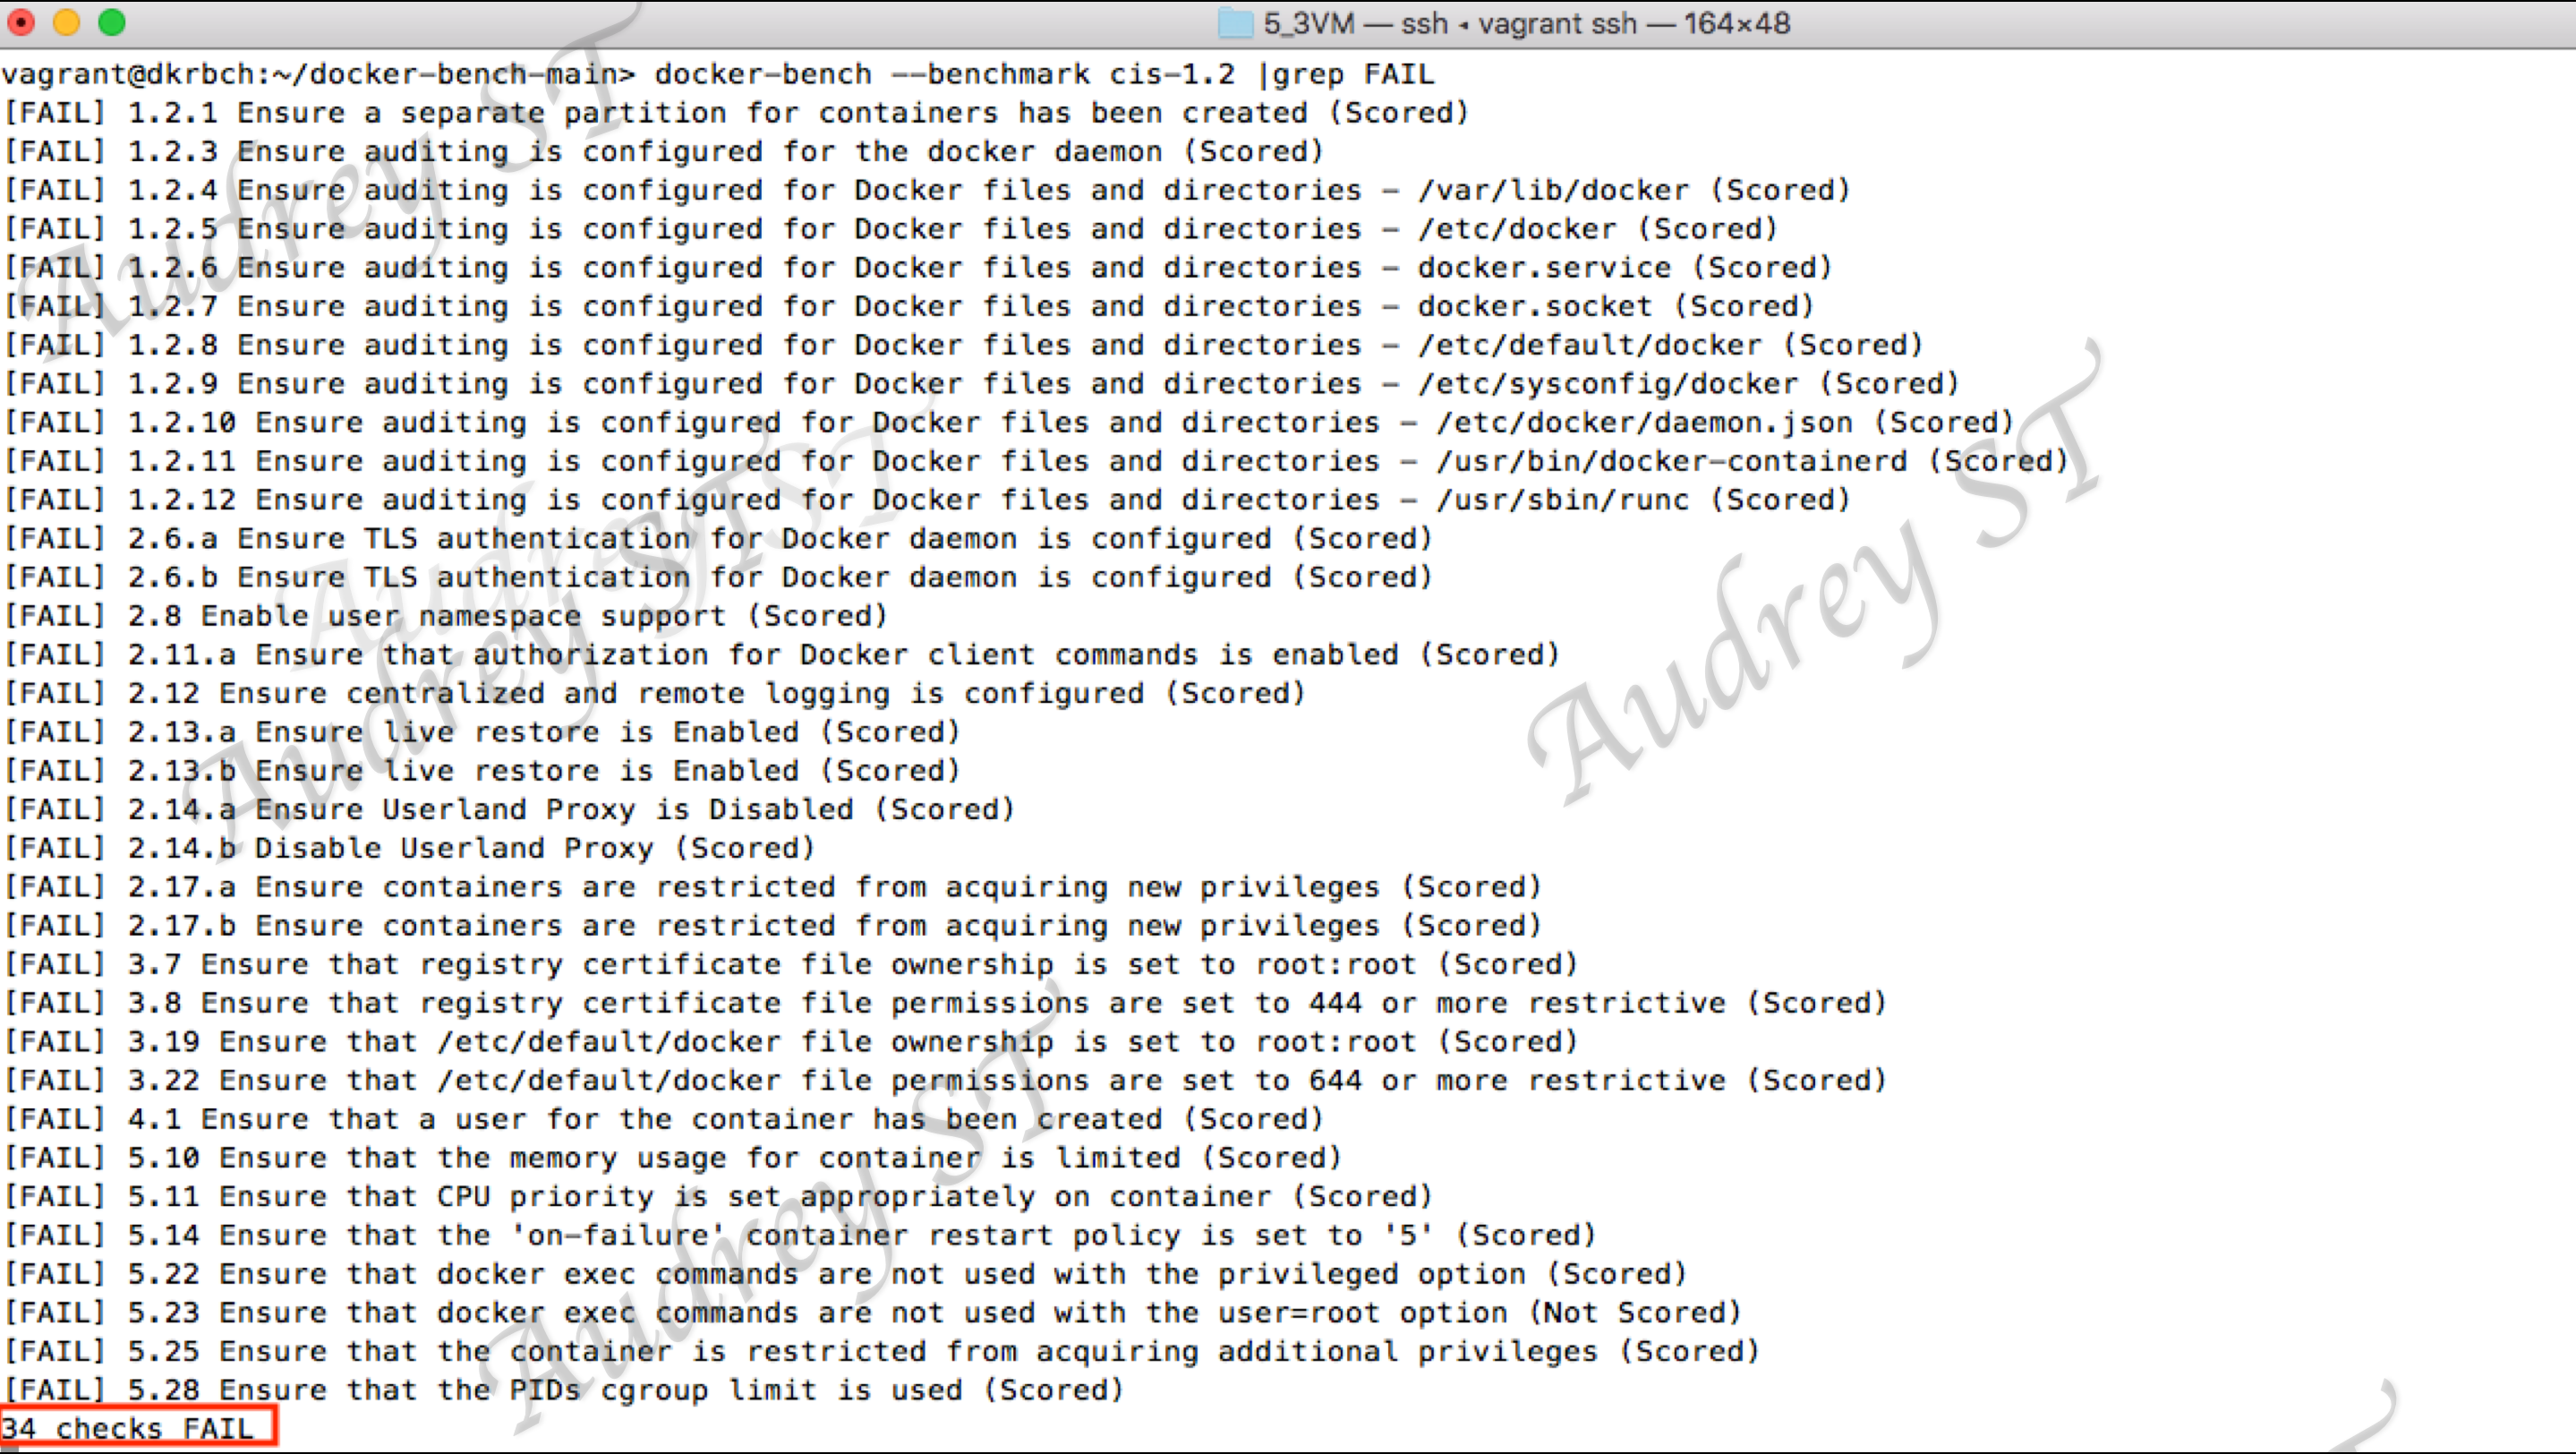 5_3VM — ssh ◂ vagrant ssh — 164×48
vagrant@dkrbch:~/docker-bench-main> docker-bench --benchmark cis-1.2 |grep FAIL
[FAIL] 1.2.1 Ensure a separate partition for containers has been created (Scored)
[FAIL] 1.2.3 Ensure auditing is configured for the docker daemon (Scored)
[FAIL] 1.2.4 Ensure auditing is configured for Docker files and directories - /var/lib/docker (Scored)
[FAIL] 1.2.5 Ensure auditing is configured for Docker files and directories - /etc/docker (Scored)
[FAIL] 1.2.6 Ensure auditing is configured for Docker files and directories - docker.service (Scored)
[FAIL] 1.2.7 Ensure auditing is configured for Docker files and directories - docker.socket (Scored)
[FAIL] 1.2.8 Ensure auditing is configured for Docker files and directories - /etc/default/docker (Scored)
[FAIL] 1.2.9 Ensure auditing is configured for Docker files and directories - /etc/sysconfig/docker (Scored)
[FAIL] 1.2.10 Ensure auditing is configured for Docker files and directories - /etc/docker/daemon.json (Scored)
[FAIL] 1.2.11 Ensure auditing is configured for Docker files and directories - /usr/bin/docker-containerd (Scored)
[FAIL] 1.2.12 Ensure auditing is configured for Docker files and directories - /usr/sbin/runc (Scored)
[FAIL] 2.6.a Ensure TLS authentication for Docker daemon is configured (Scored)
[FAIL] 2.6.b Ensure TLS authentication for Docker daemon is configured (Scored)
[FAIL] 2.8 Enable user namespace support (Scored)
[FAIL] 2.11.a Ensure that authorization for Docker client commands is enabled (Scored)
[FAIL] 2.12 Ensure centralized and remote logging is configured (Scored)
[FAIL] 2.13.a Ensure live restore is Enabled (Scored)
[FAIL] 2.13.b Ensure live restore is Enabled (Scored)
[FAIL] 2.14.a Ensure Userland Proxy is Disabled (Scored)
[FAIL] 2.14.b Disable Userland Proxy (Scored)
[FAIL] 2.17.a Ensure containers are restricted from acquiring new privileges (Scored)
[FAIL] 2.17.b Ensure containers are restricted from acquiring new privileges (Scored)
[FAIL] 3.7 Ensure that registry certificate file ownership is set to root:root (Scored)
[FAIL] 3.8 Ensure that registry certificate file permissions are set to 444 or more restrictive (Scored)
[FAIL] 3.19 Ensure that /etc/default/docker file ownership is set to root:root (Scored)
[FAIL] 3.22 Ensure that /etc/default/docker file permissions are set to 644 or more restrictive (Scored)
[FAIL] 4.1 Ensure that a user for the container has been created (Scored)
[FAIL] 5.10 Ensure that the memory usage for container is limited (Scored)
[FAIL] 5.11 Ensure that CPU priority is set appropriately on container (Scored)
[FAIL] 5.14 Ensure that the 'on-failure' container restart policy is set to '5' (Scored)
[FAIL] 5.22 Ensure that docker exec commands are not used with the privileged option (Scored)
[FAIL] 5.23 Ensure that docker exec commands are not used with the user=root option (Not Scored)
[FAIL] 5.25 Ensure that the container is restricted from acquiring additional privileges (Scored)
[FAIL] 5.28 Ensure that the PIDs cgroup limit is used (Scored)
34 checks FAIL
Audrey ST
Audrey ST
Audrey ST
Audrey ST
Audrey ST